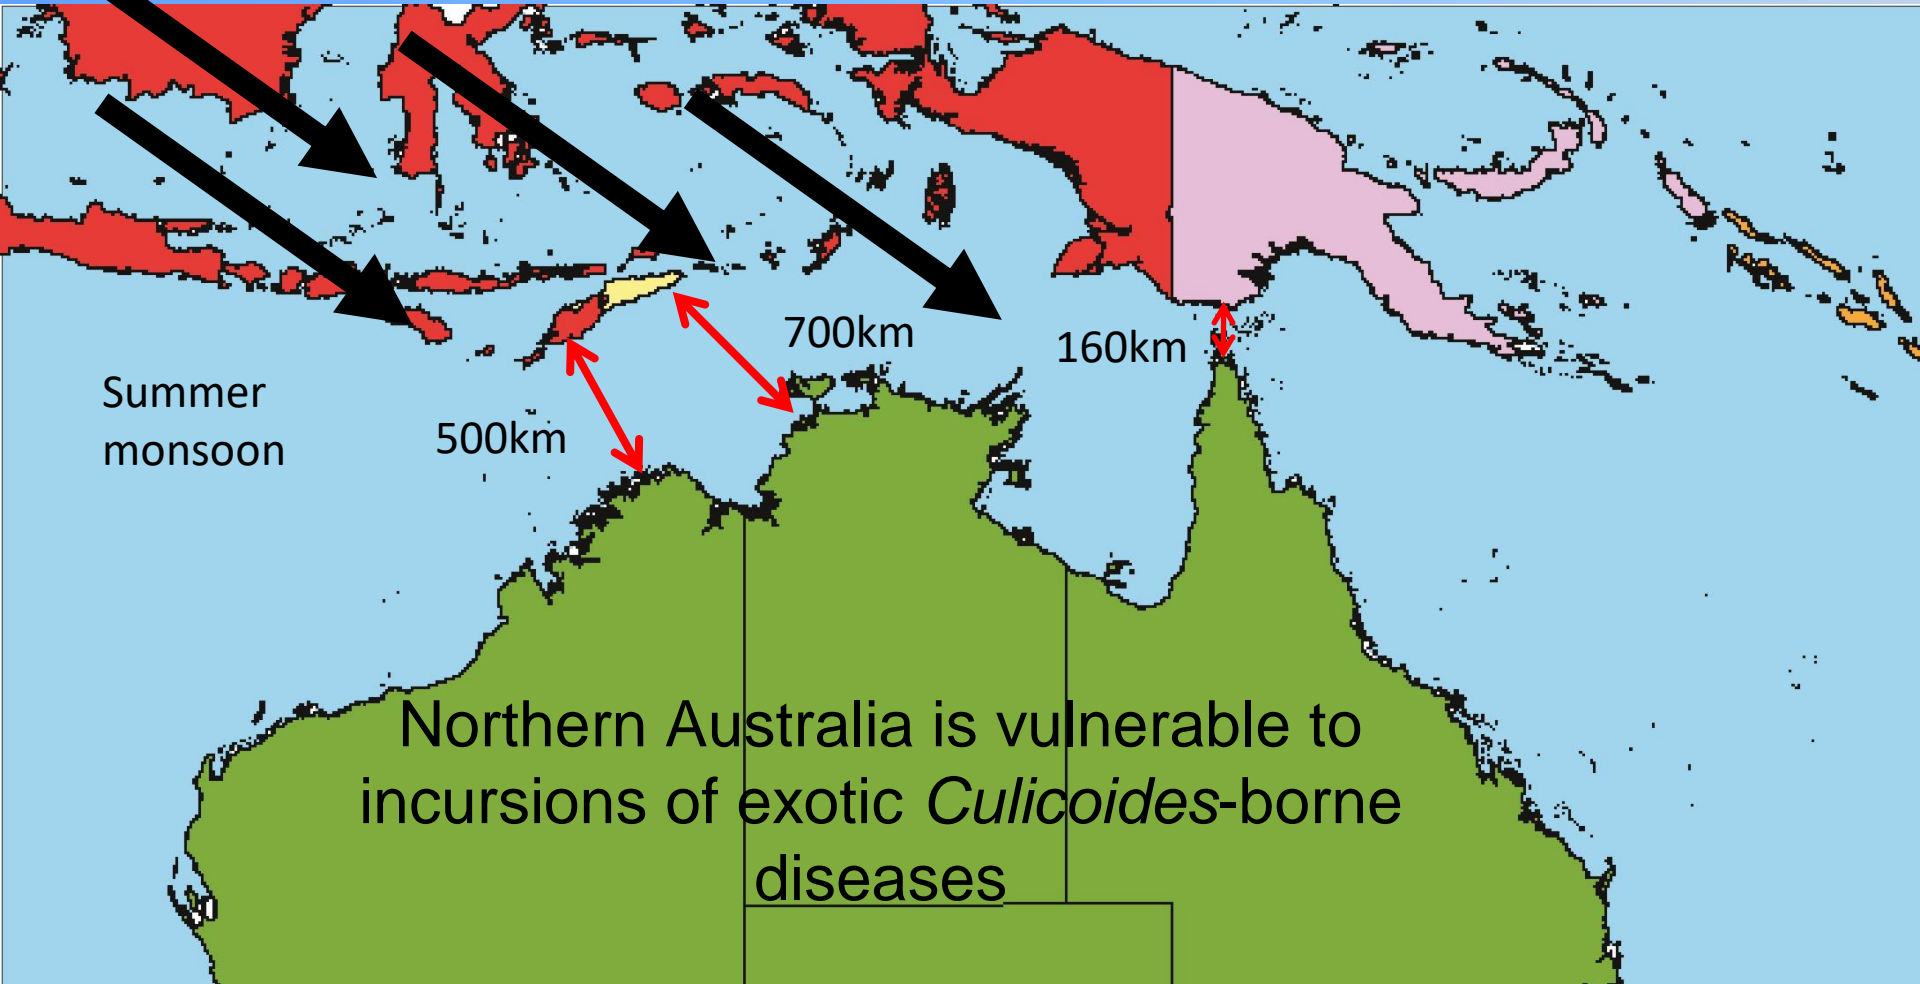 700km
160km
Summer
monsoon
500km
Northern Australia is vulnerable to
incursions of exotic Culicoides-borne
diseases